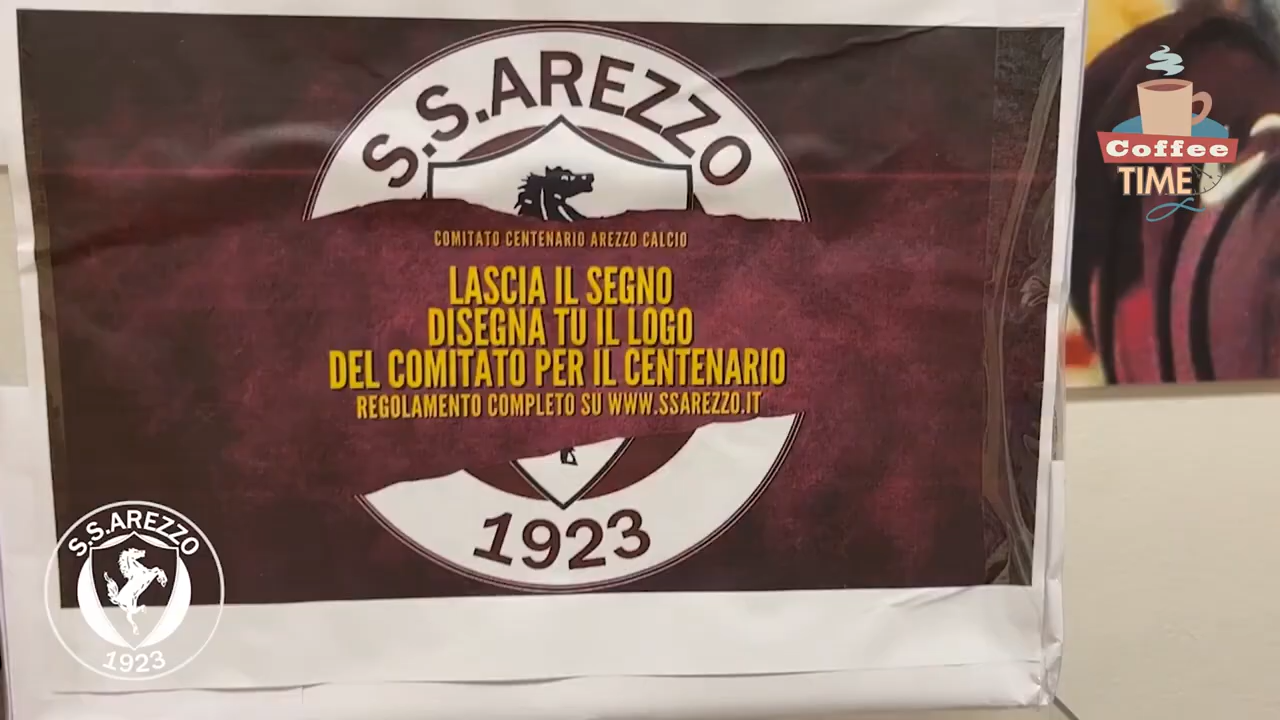 S.S.AREZZO
COMITATO CENTENARIO AREZZO CALCIO
LASCIA IL SEGNO
DISEGNA TU IL LOGO
DEL COMITATO PER IL CENTENARIO
REGOLAMENTO COMPLETO SU WWW.SSAREZZO.IT
1923
Coffee
TIME
S.S.AREZZO
1923